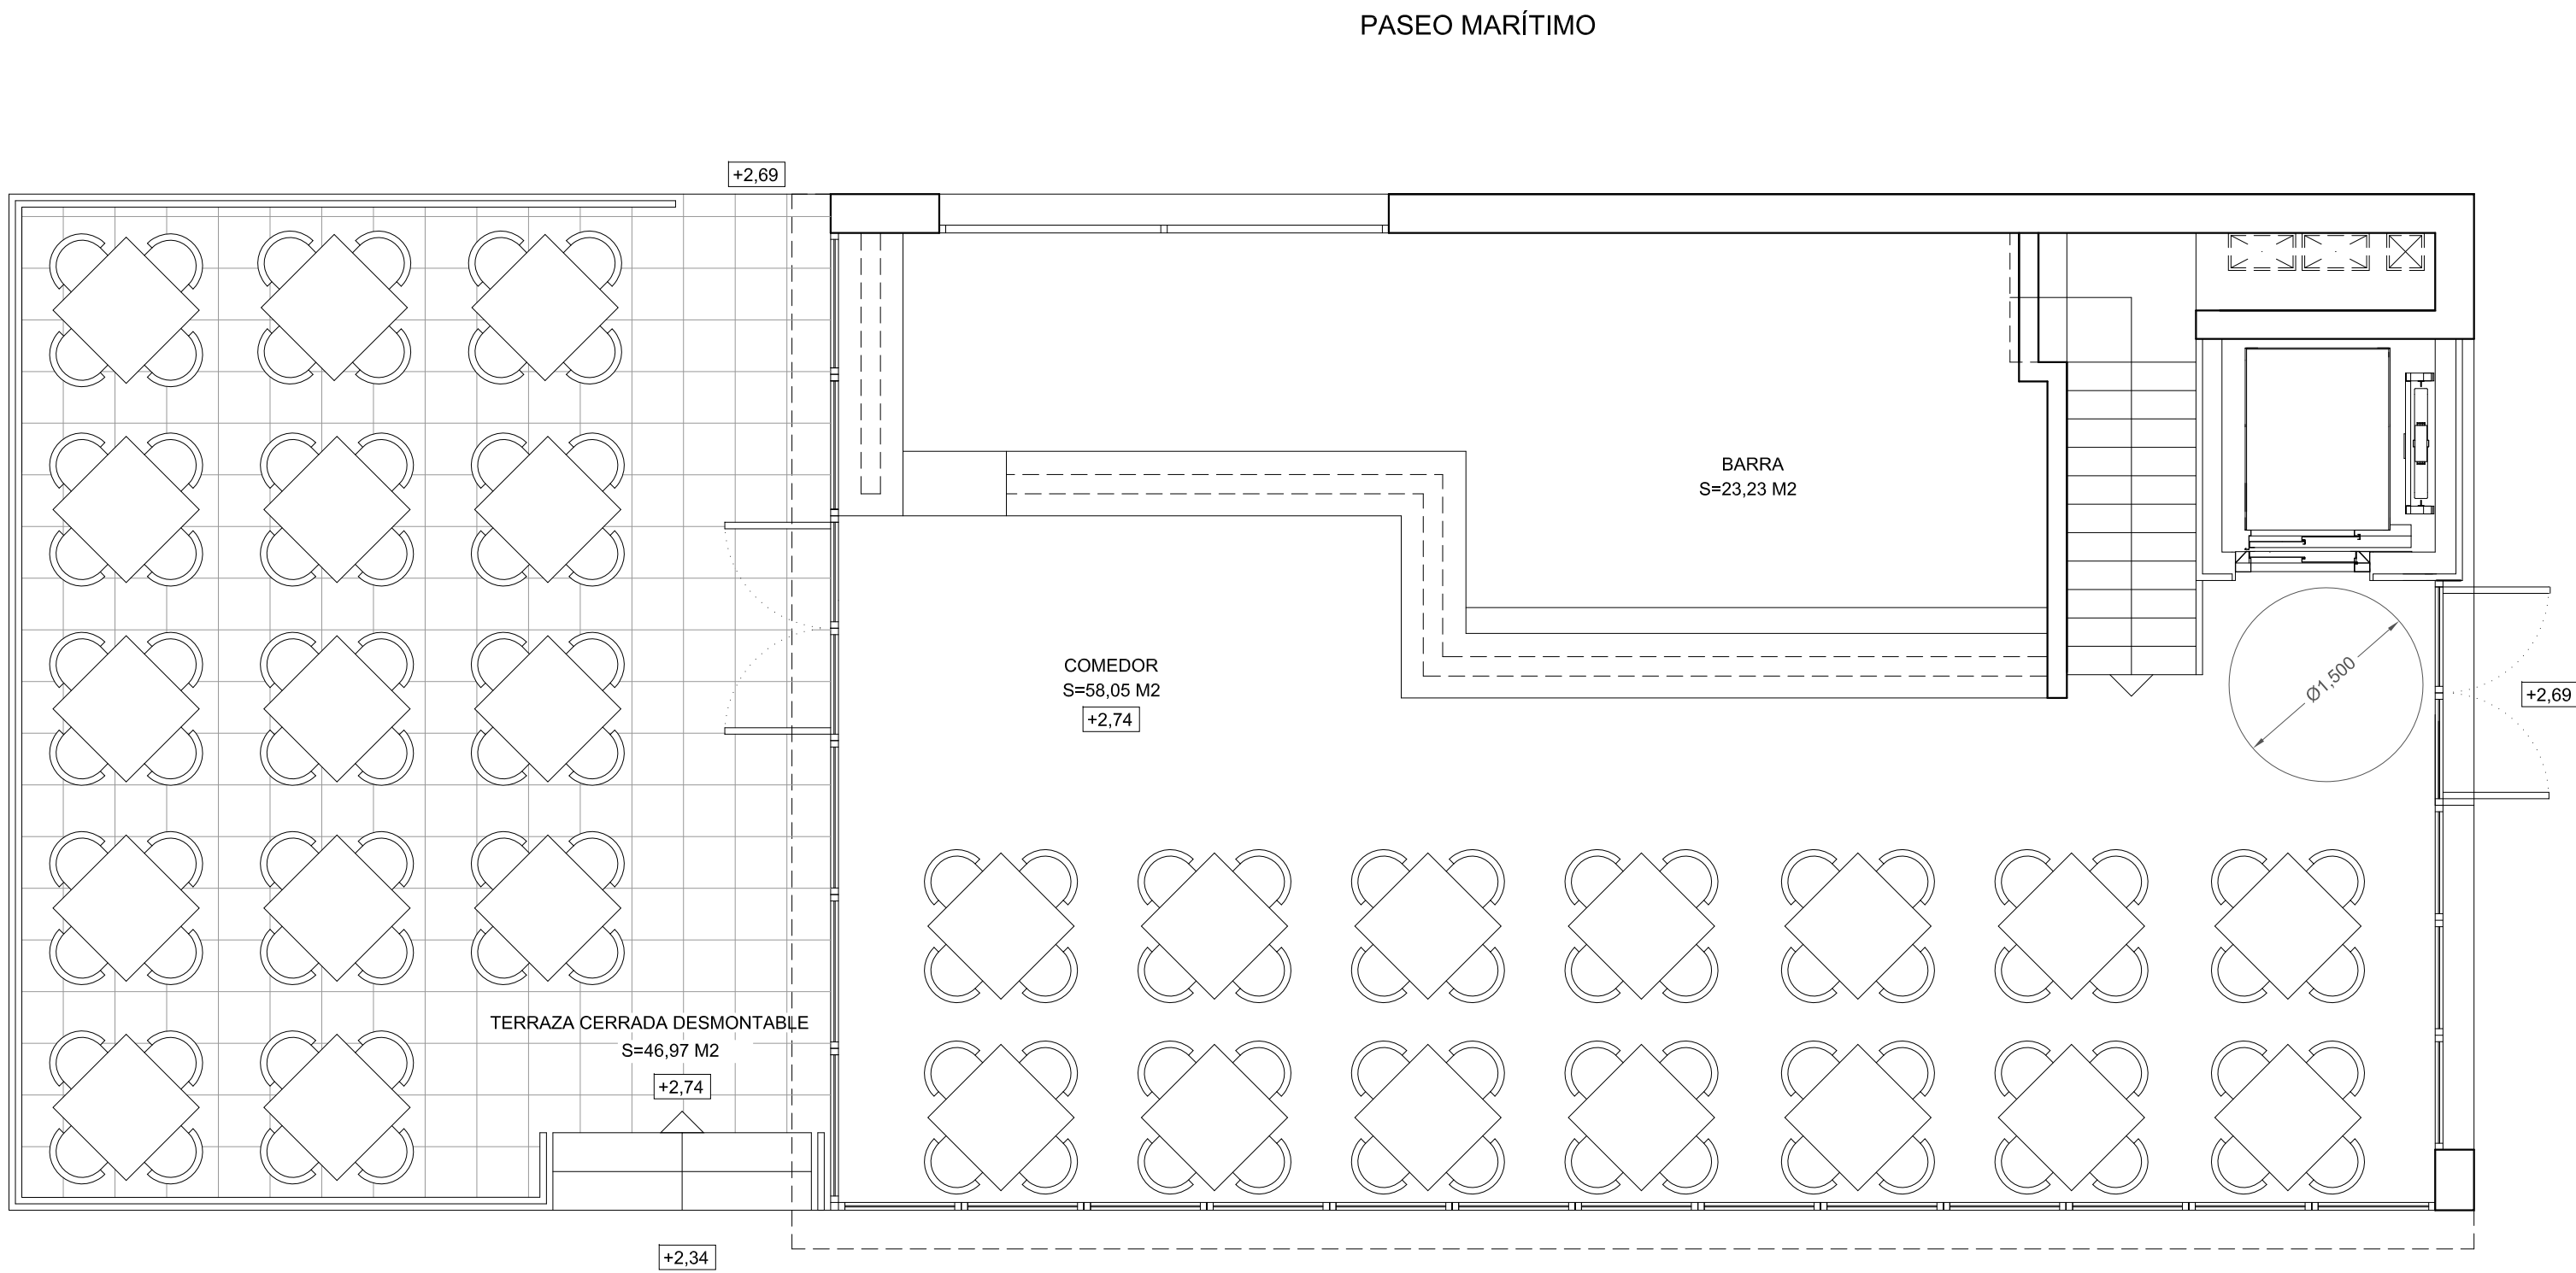 PASEO MARÍTIMO
+2,69
BARRA
S=23,23 M2
COMEDOR
S=58,05 M2
+2,74
Ø1,500
+2,69
TERRAZA CERRADA DESMONTABLE
S=46,97 M2
+2,74
+2,34